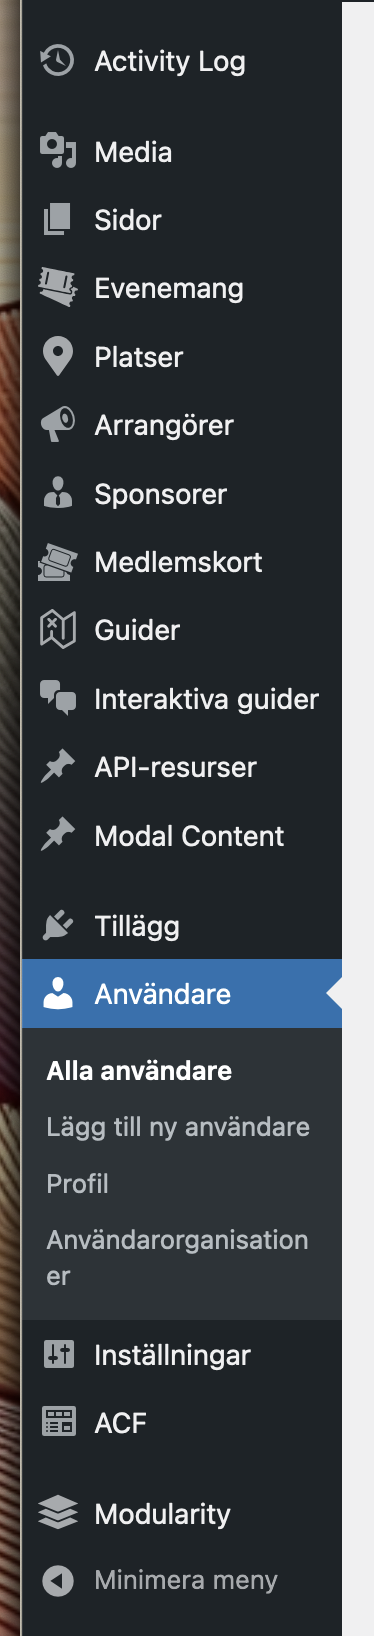 Activity Log
Media
Sidor
Evenemang
Platser
Arrangörer
Sponsorer
Medlemskort
Guider
Interaktiva guider
API-resurser
Modal Content
Tillägg
Användare
Alla användare
Lägg till ny användare
Profil
Användarorganisation
er
Inställningar
ACF
Modularity
Minimera meny